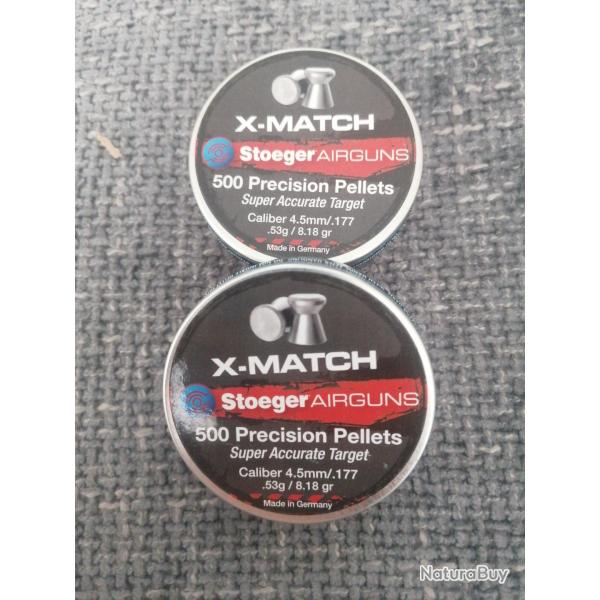 X-MATCH
Stoeger AIRGUNS
500 Precision Pellets
Super Accurate Target
Caliber 4.5mm/.177
.53g / 8.18 gr
Made in Germany
X-MATCH
Stoeger AIRGUNS
500 Precision Pellets
Super Accurate Target
Caliber 4.5mm/.177
.53g / 8.18 gr
Made in Germany
NaturaBuy